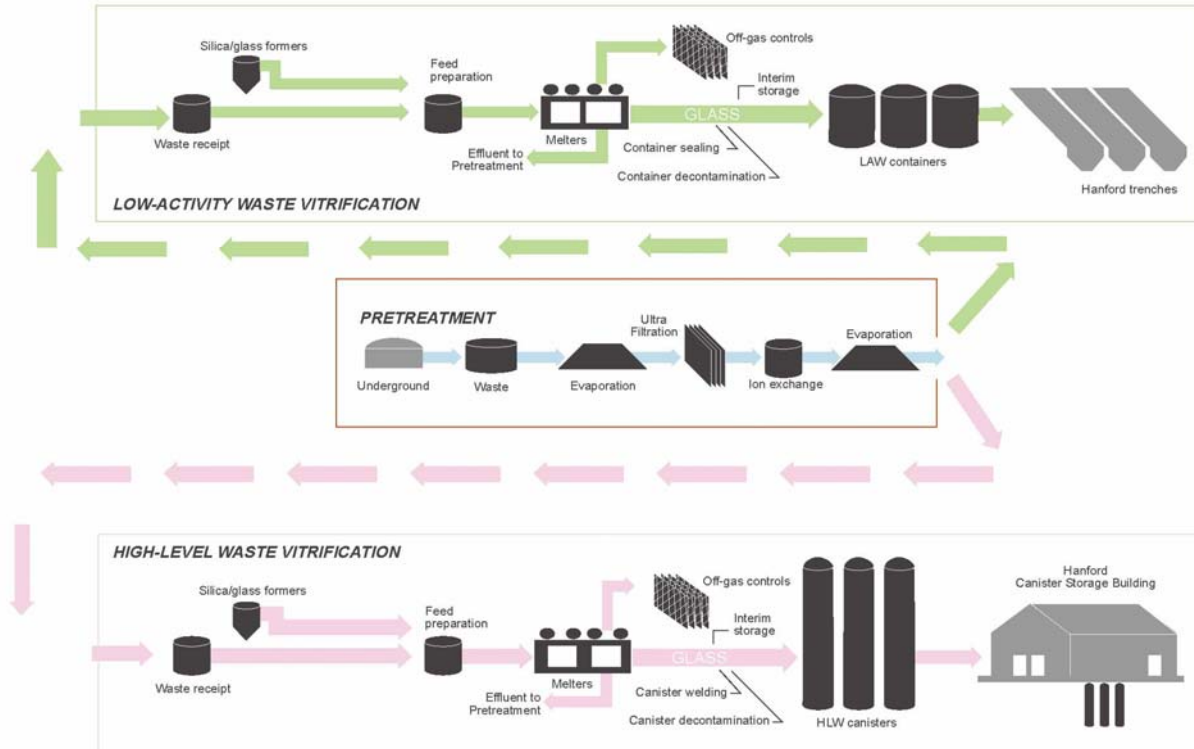 Silica/glass formers
Waste receipt
Feed
preparation
Melters
Effluent to
Pretreatment
Off-gas controls
Interim
storage
GLASS
Container sealing
Container decontamination
LAW containers
Hanford trenches
LOW-ACTIVITY WASTE VITRIFICATION
PRETREATMENT
Underground
Waste
Evaporation
Ultra
Filtration
Ion exchange
Evaporation
HIGH-LEVEL WASTE VITRIFICATION
Silica/glass formers
Waste receipt
Feed
preparation
Melters
Effluent to
Pretreatment
Off-gas controls
Interim
storage
GLASS
Canister welding
Canister decontamination
HLW canisters
Hanford
Canister Storage Building